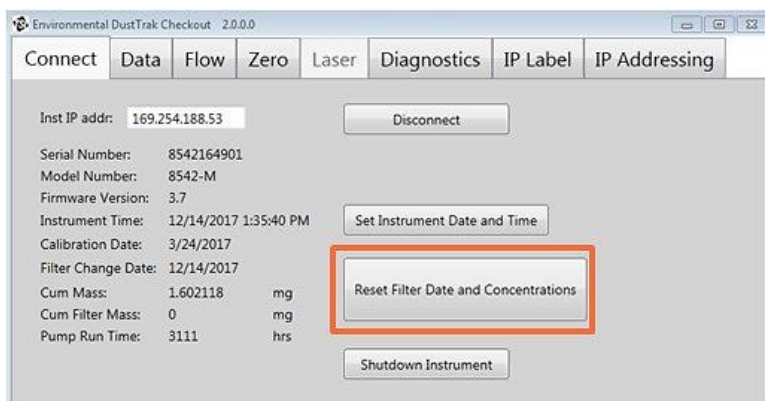 Environmental DustTrak Checkout 2.0.0.0
Connect Data Flow Zero Laser Diagnostics IP Label IP Addressing
Inst IP addr: 169.254.188.53 Disconnect
Serial Number: 8542164901
Model Number: 8542-M
Firmware Version: 3.7
Instrument Time: 12/14/2017 1:35:40 PM Set Instrument Date and Time
Calibration Date: 3/24/2017
Filter Change Date: 12/14/2017
Cum Mass: 1.602118 mg Reset Filter Date and Concentrations
Cum Filter Mass: 0 mg
Pump Run Time: 3111 hrs
Shutdown Instrument